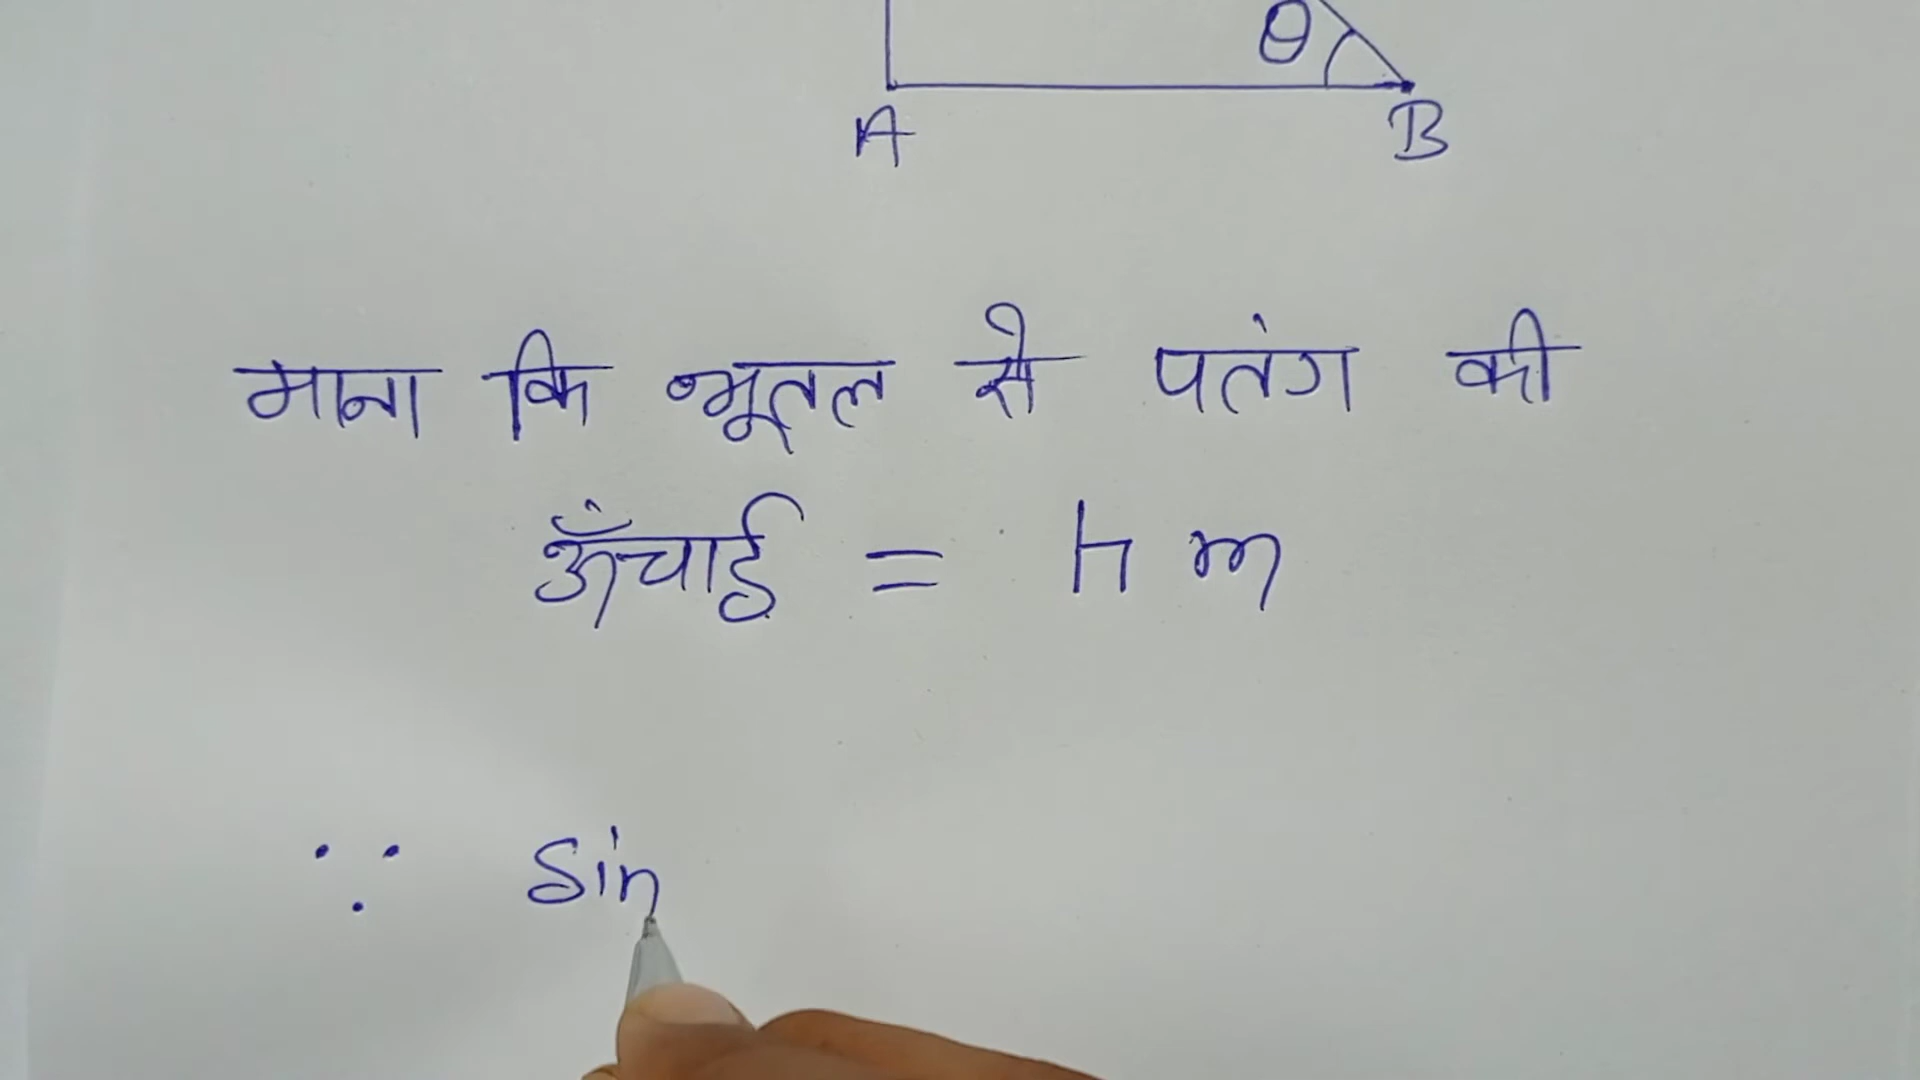 θ
A B
माना कि भूतल से पतंग की
ऊँचाई = h m
∵ Sin